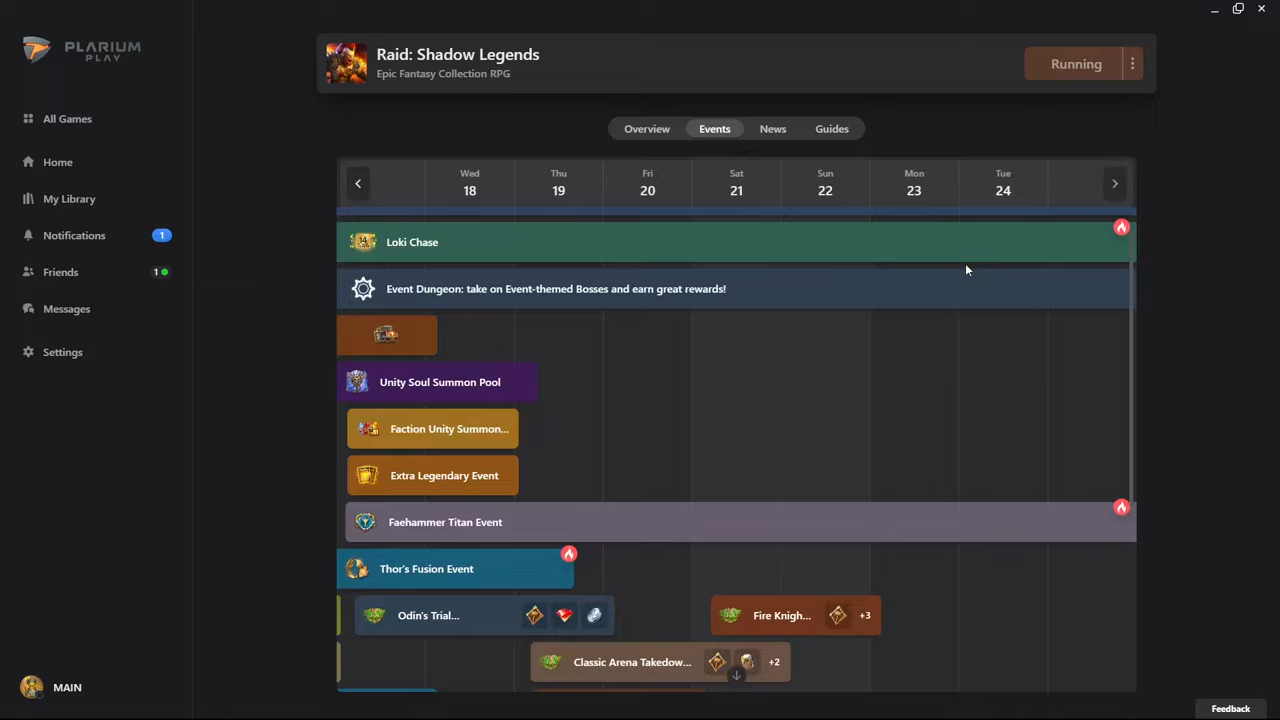 PLARIUM
PLAY
Raid: Shadow Legends
Epic Fantasy Collection RPG
Running
All Games
Home
My Library
Notifications 1
Friends 1
Messages
Settings
Overview Events News Guides
Wed Thu Fri Sat Sun Mon Tue
18 19 20 21 22 23 24
Loki Chase
Event Dungeon: take on Event-themed Bosses and earn great rewards!
Unity Soul Summon Pool
Faction Unity Summon...
Extra Legendary Event
Faehammer Titan Event
Thor's Fusion Event
Odin's Trial... Fire Knigh... +3
Classic Arena Takedow... +2
MAIN
Feedback